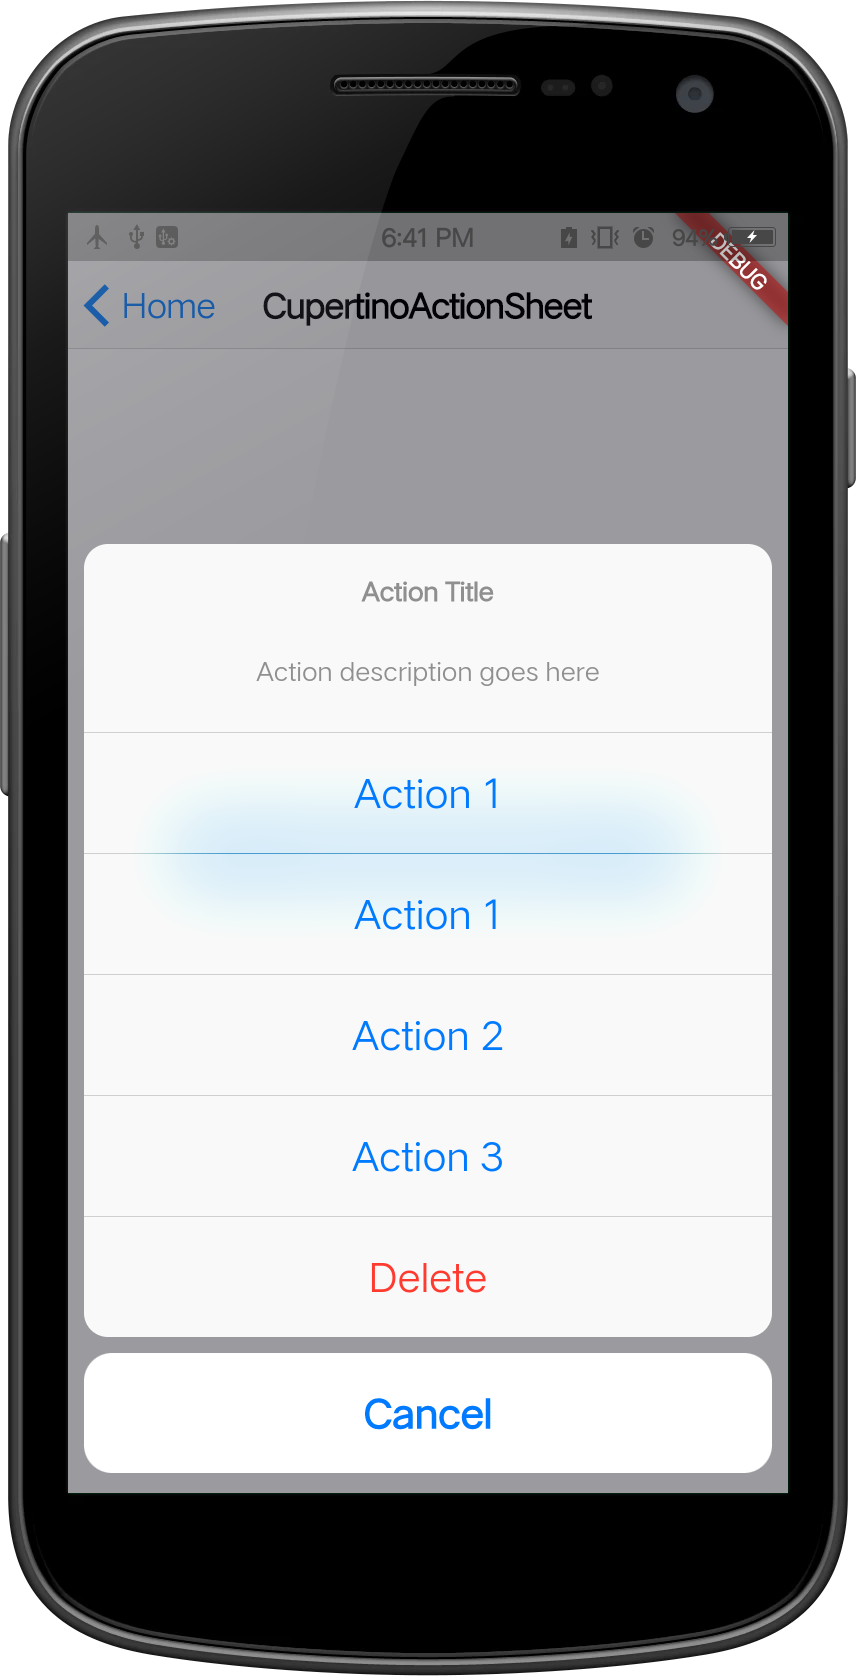 6:41 PM 94%
DEBUG
Home CupertinoActionSheet
Action Title
Action description goes here
Action 1
Action 1
Action 2
Action 3
Delete
Cancel